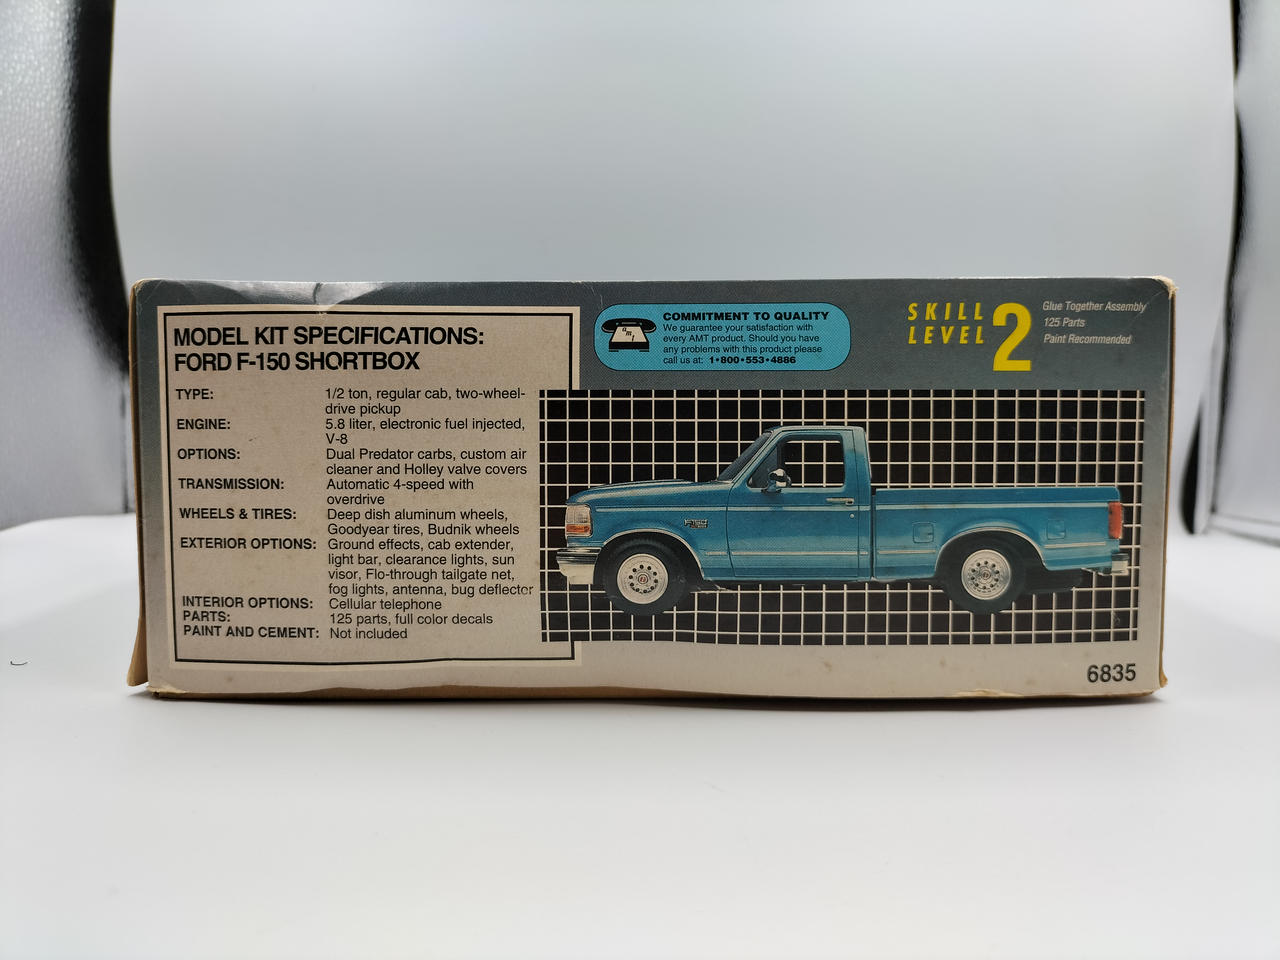 MODEL KIT SPECIFICATIONS:
FORD F-150 SHORTBOX
TYPE: 1/2 ton, regular cab, two-wheel-
drive pickup
ENGINE: 5.8 liter, electronic fuel injected,
V-8
OPTIONS: Dual Predator carbs, custom air
cleaner and Holley valve covers
TRANSMISSION: Automatic 4-speed with
overdrive
WHEELS & TIRES: Deep dish aluminum wheels,
Goodyear tires, Budnik wheels
EXTERIOR OPTIONS: Ground effects, cab extender,
light bar, clearance lights, sun
visor, Flo-through tailgate net,
fog lights, antenna, bug deflector
INTERIOR OPTIONS: Cellular telephone
PARTS: 125 parts, full color decals
PAINT AND CEMENT: Not included
amt
COMMITMENT TO QUALITY
We guarantee your satisfaction with
every AMT product. Should you have
any problems with this product please
call us at: 1•800•553•4886
SKILL
LEVEL 2
Glue Together Assembly
125 Parts
Paint Recommended
F-150
6835